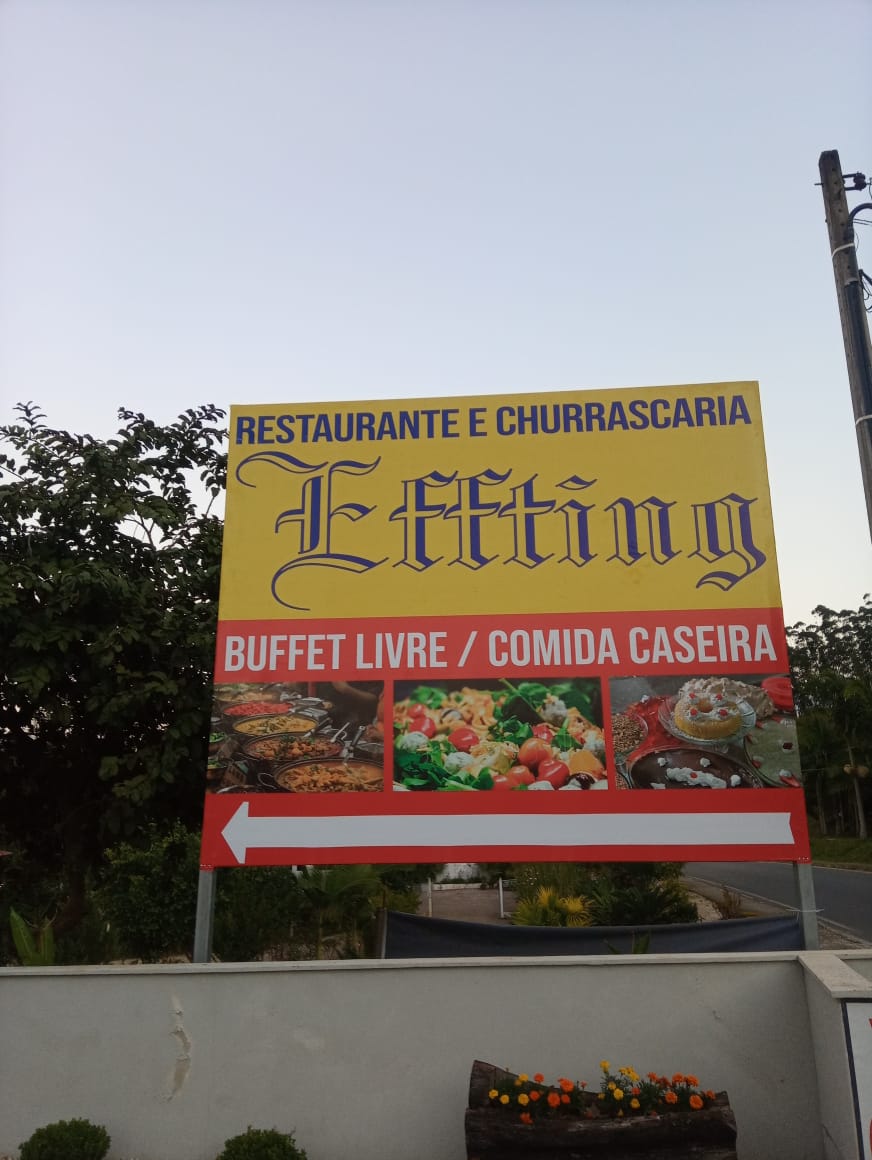 RESTAURANTE E CHURRASCARIA
Effting
BUFFET LIVRE / COMIDA CASEIRA